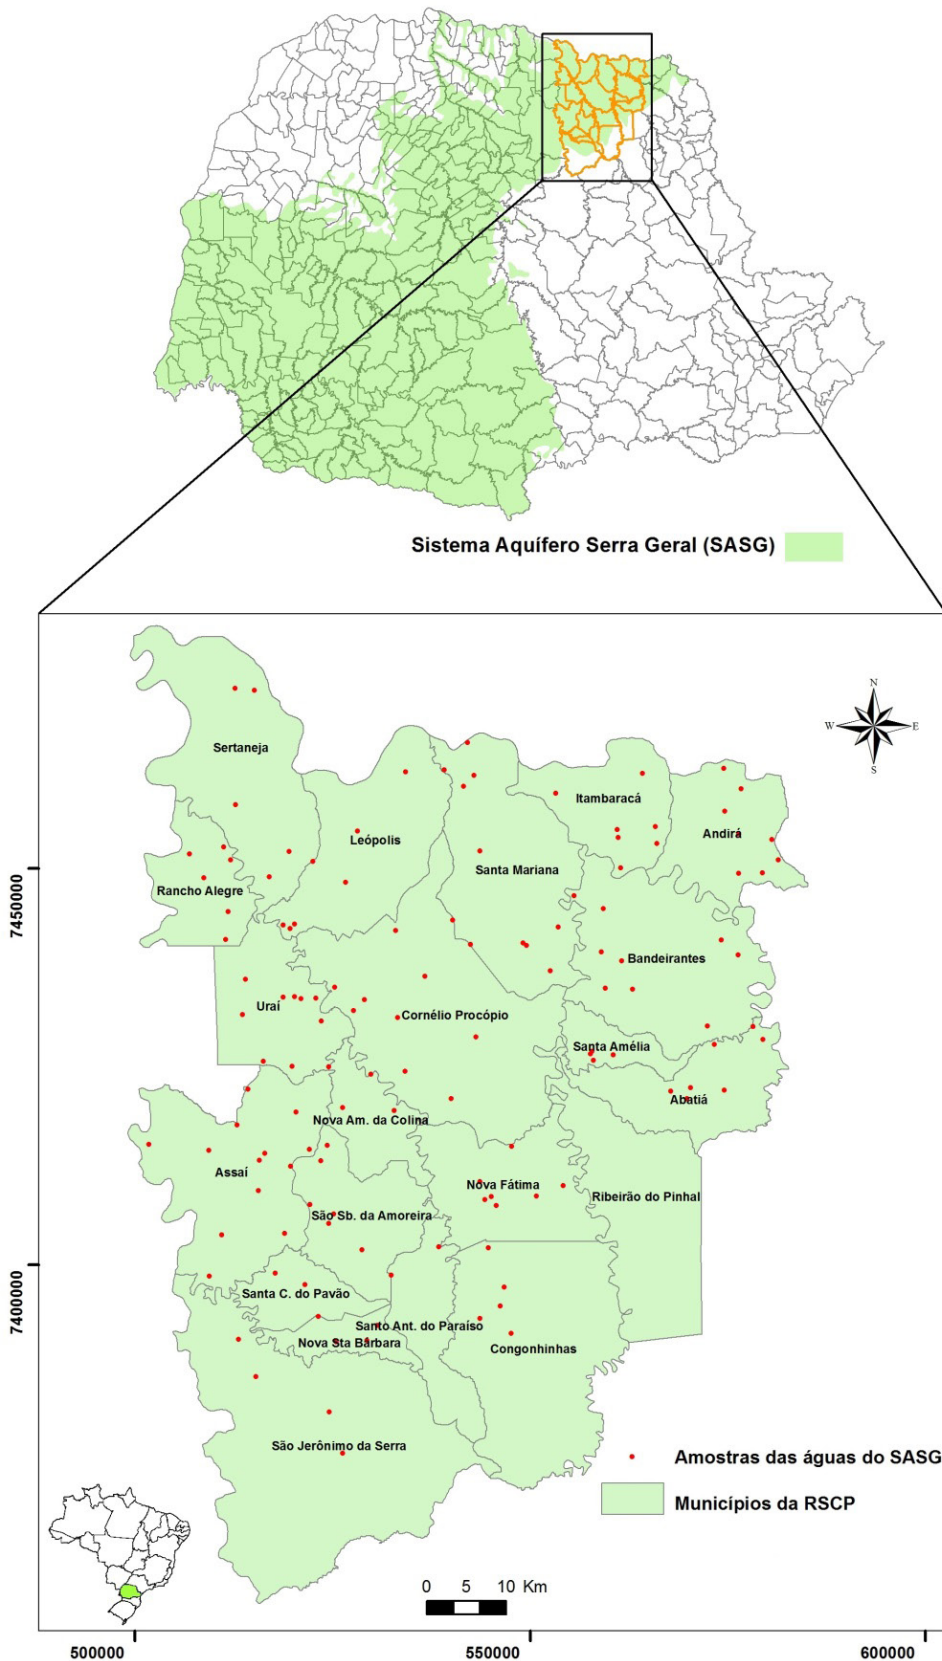 Sistema Aquífero Serra Geral (SASG)
N
W
E
S
Sertaneja
Itambaracá
Leópolis
Andirá
Santa Mariana
Rancho Alegre
7450000
Bandeirantes
Uraí
Cornélio Procópio
Santa Amélia
Abatiá
Nova Am. da Colina
Assaí
Nova Fátima
Ribeirão do Pinhal
São Sb. da Amoreira
7400000
Santa C. do Pavão
Santo Ant. do Paraíso
Nova Sta Bárbara
Congonhinhas
São Jerônimo da Serra
Amostras das águas do SASG
Municípios da RSCP
0 5 10 Km
500000
550000
600000